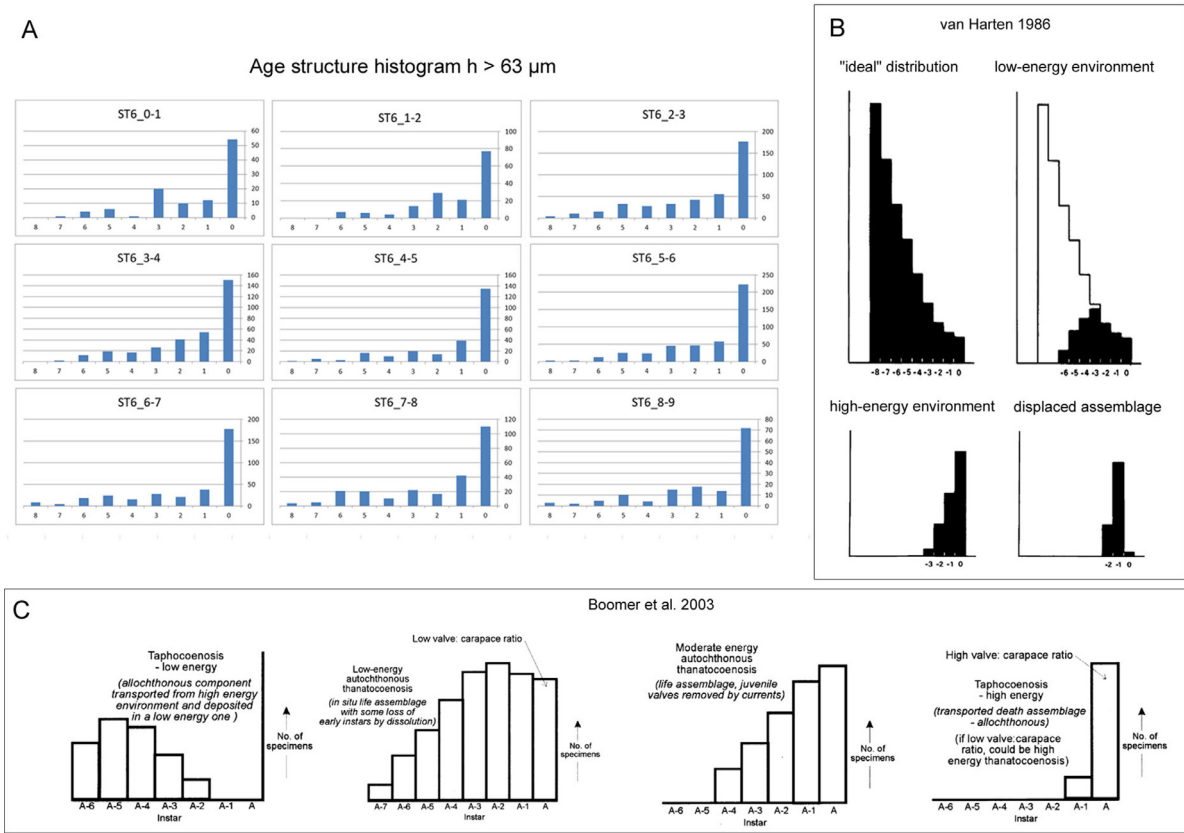 A
Age structure histogram h > 63 µm
ST6_0-1
60
50
40
30
20
10
0
8 7 6 5 4 3 2 1 0
ST6_1-2
100
80
60
40
20
0
8 7 6 5 4 3 2 1 0
ST6_2-3
200
150
100
50
0
8 7 6 5 4 3 2 1 0
ST6_3-4
160
140
120
100
80
60
40
20
0
8 7 6 5 4 3 2 1 0
ST6_4-5
160
140
120
100
80
60
40
20
0
8 7 6 5 4 3 2 1 0
ST6_5-6
250
200
150
100
50
0
8 7 6 5 4 3 2 1 0
ST6_6-7
200
150
100
50
0
8 7 6 5 4 3 2 1 0
ST6_7-8
120
100
80
60
40
20
0
8 7 6 5 4 3 2 1 0
ST6_8-9
80
70
60
50
40
30
20
10
0
8 7 6 5 4 3 2 1 0
B
van Harten 1986
"ideal" distribution
-8 -7 -6 -5 -4 -3 -2 -1 0
low-energy environment
-6 -5 -4 -3 -2 -1 0
high-energy environment
-3 -2 -1 0
displaced assemblage
-2 -1 0
C
Boomer et al. 2003
Taphocoenosis
- low energy
(allochthonous component
transported from high energy
environment and deposited
in a low energy one )
No. of
specimens
A-6 A-5 A-4 A-3 A-2 A-1 A
Instar
Low valve: carapace ratio
Low-energy
autochthonous
thanatocoenosis
(in situ life assemblage
with some loss of
early instars by dissolution)
No. of
specimens
A-7 A-6 A-5 A-4 A-3 A-2 A-1 A
Instar
Moderate energy
autochthonous
thanatocoenosis
(life assemblage, juvenile
valves removed by currents)
No. of
specimens
A-6 A-5 A-4 A-3 A-2 A-1 A
Instar
High valve: carapace ratio
Taphocoenosis
- high energy
(transported death assemblage
- allochthonous)
(if low valve:carapace
ratio, could be high
energy thanatocoenosis)
No. of
specimens
A-6 A-5 A-4 A-3 A-2 A-1 A
Instar